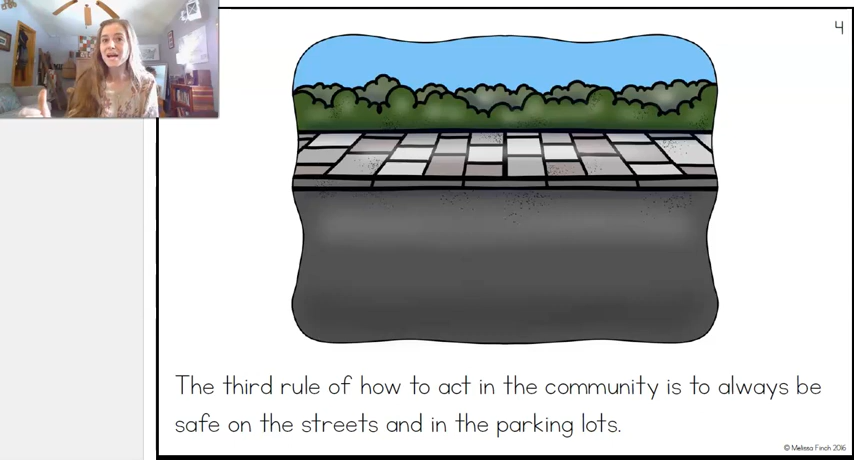 4
The third rule of how to act in the community is to always be
safe on the streets and in the parking lots.
© Melissa Finch 2016